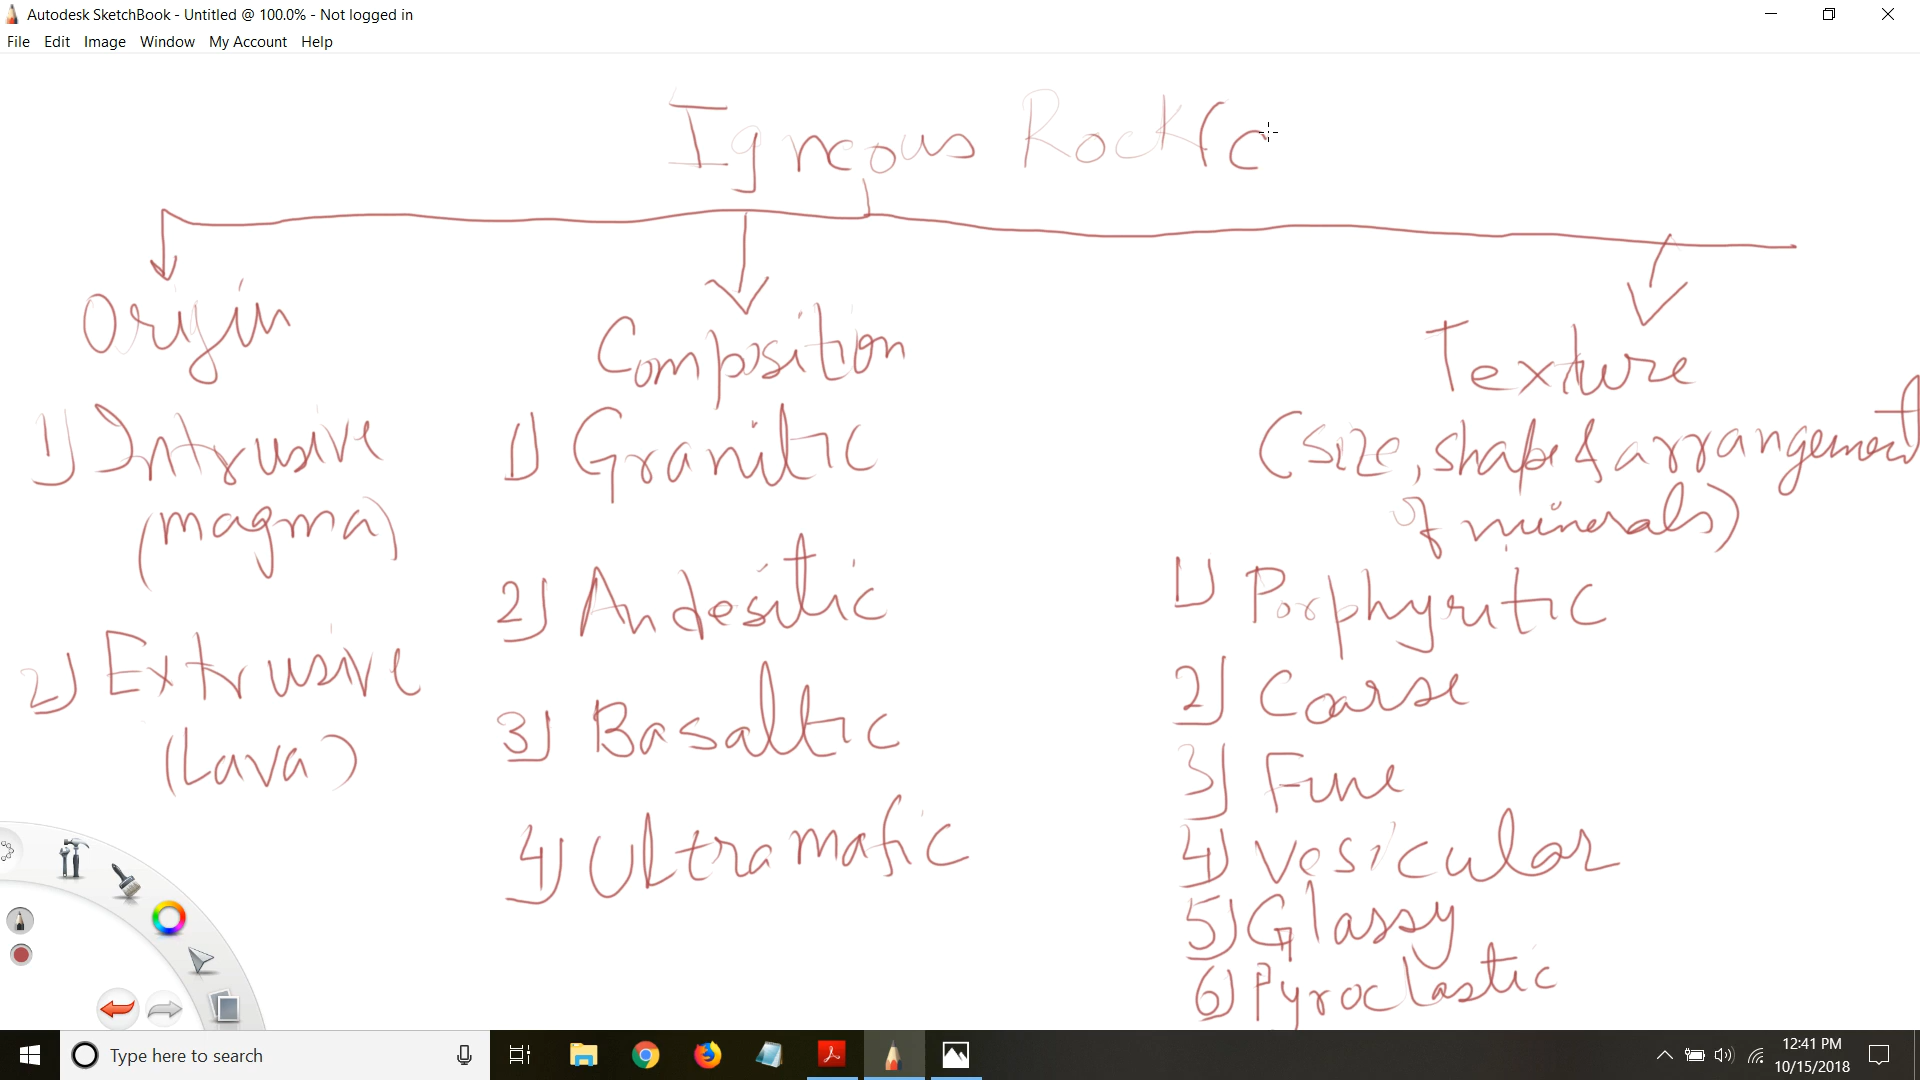 Autodesk SketchBook - Untitled @ 100.0% - Not logged in
File Edit Image Window My Account Help
Igneous Rock(c
Origin
1) Intrusive
(magma)
2) Extrusive
(Lava)
Composition
1) Granitic
2) Andesitic
3) Basaltic
4) Ultramafic
Texture
(size, shape & arrangement
of minerals)
1) Porphyritic
2) Coarse
3) Fine
4) Vesicular
5) Glassy
6) Pyroclastic
Type here to search
12:41 PM
10/15/2018